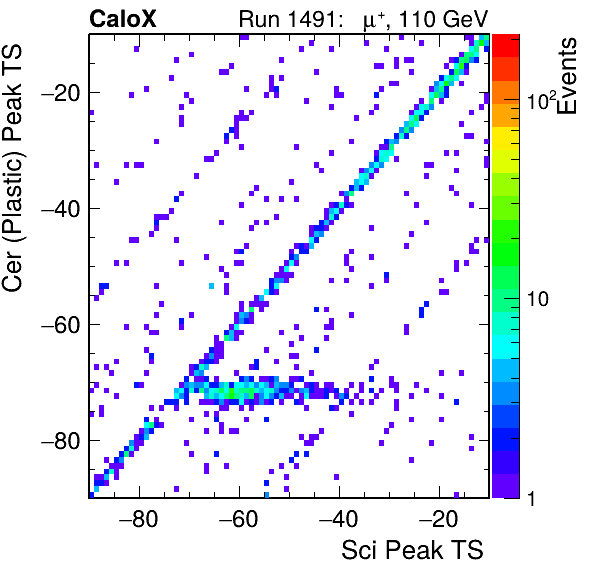 CaloX Run 1491: μ⁺, 110 GeV
Cer (Plastic) Peak TS
−20
−40
−60
−80
−80 −60 −40 −20
Sci Peak TS
Events
10²
10
1